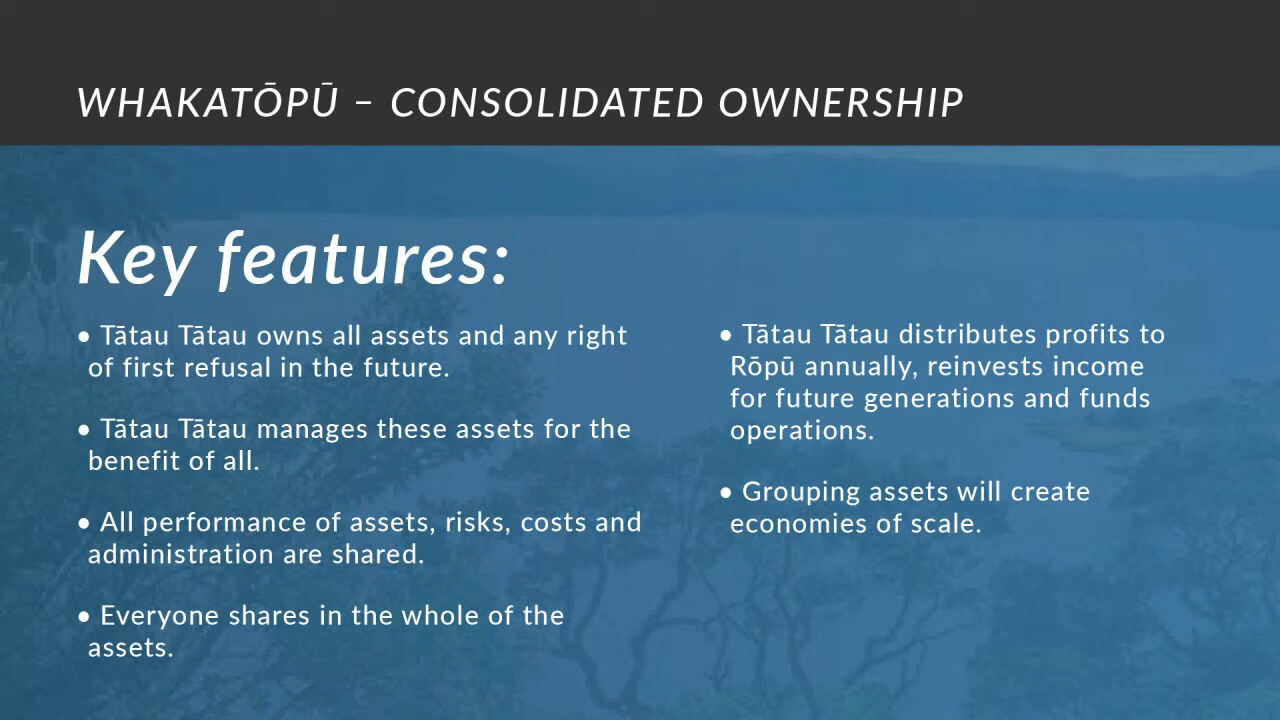 WHAKATŌPŪ – CONSOLIDATED OWNERSHIP
Key features:
• Tātau Tātau owns all assets and any right
of first refusal in the future.
• Tātau Tātau manages these assets for the
benefit of all.
• All performance of assets, risks, costs and
administration are shared.
• Everyone shares in the whole of the
assets.
• Tātau Tātau distributes profits to
Rōpū annually, reinvests income
for future generations and funds
operations.
• Grouping assets will create
economies of scale.